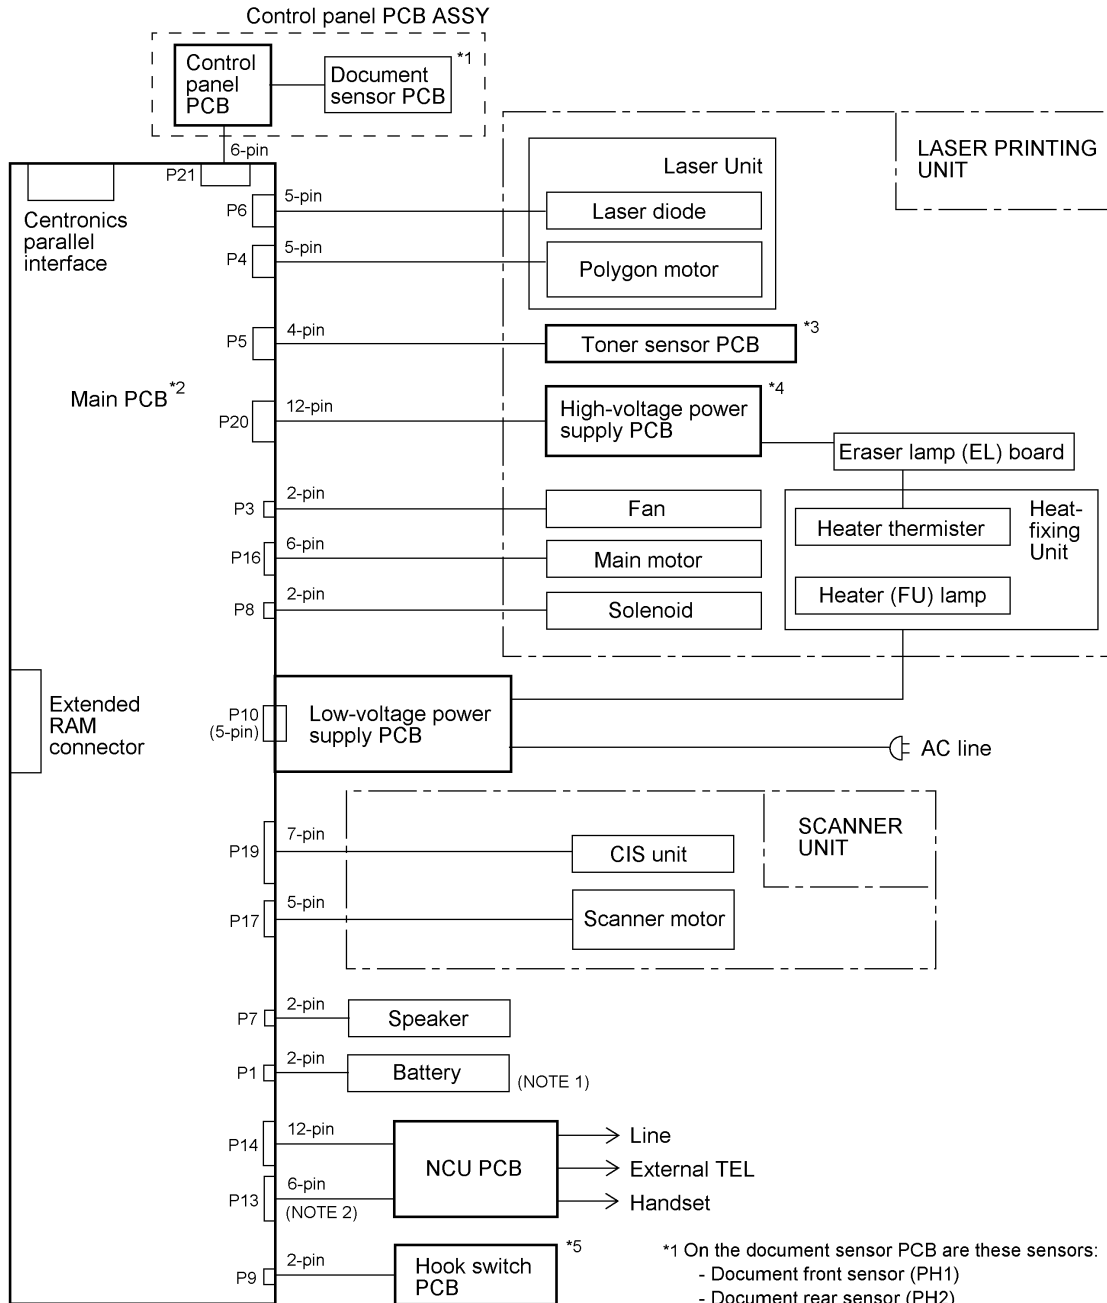 Control panel PCB ASSY
Control
panel
PCB
*1
Document
sensor PCB
6-pin
P21
Centronics
parallel
interface
LASER PRINTING
UNIT
Laser Unit
P6
5-pin
Laser diode
P4
5-pin
Polygon motor
P5
4-pin
Toner sensor PCB
*3
Main PCB*2
P20
12-pin
High-voltage power
supply PCB
*4
Eraser lamp (EL) board
P3
2-pin
Fan
Heater thermister
Heat-
fixing
Unit
P16
6-pin
Main motor
P8
2-pin
Solenoid
Heater (FU) lamp
Extended
RAM
connector
P10
(5-pin)
Low-voltage power
supply PCB
AC line
SCANNER
UNIT
P19
7-pin
CIS unit
P17
5-pin
Scanner motor
P7
2-pin
Speaker
P1
2-pin
Battery
(NOTE 1)
P14
12-pin
NCU PCB
Line
External TEL
Handset
P13
6-pin
(NOTE 2)
P9
2-pin
Hook switch
PCB
*5
*1 On the document sensor PCB are these sensors:
- Document front sensor (PH1)
- Document rear sensor (PH2)